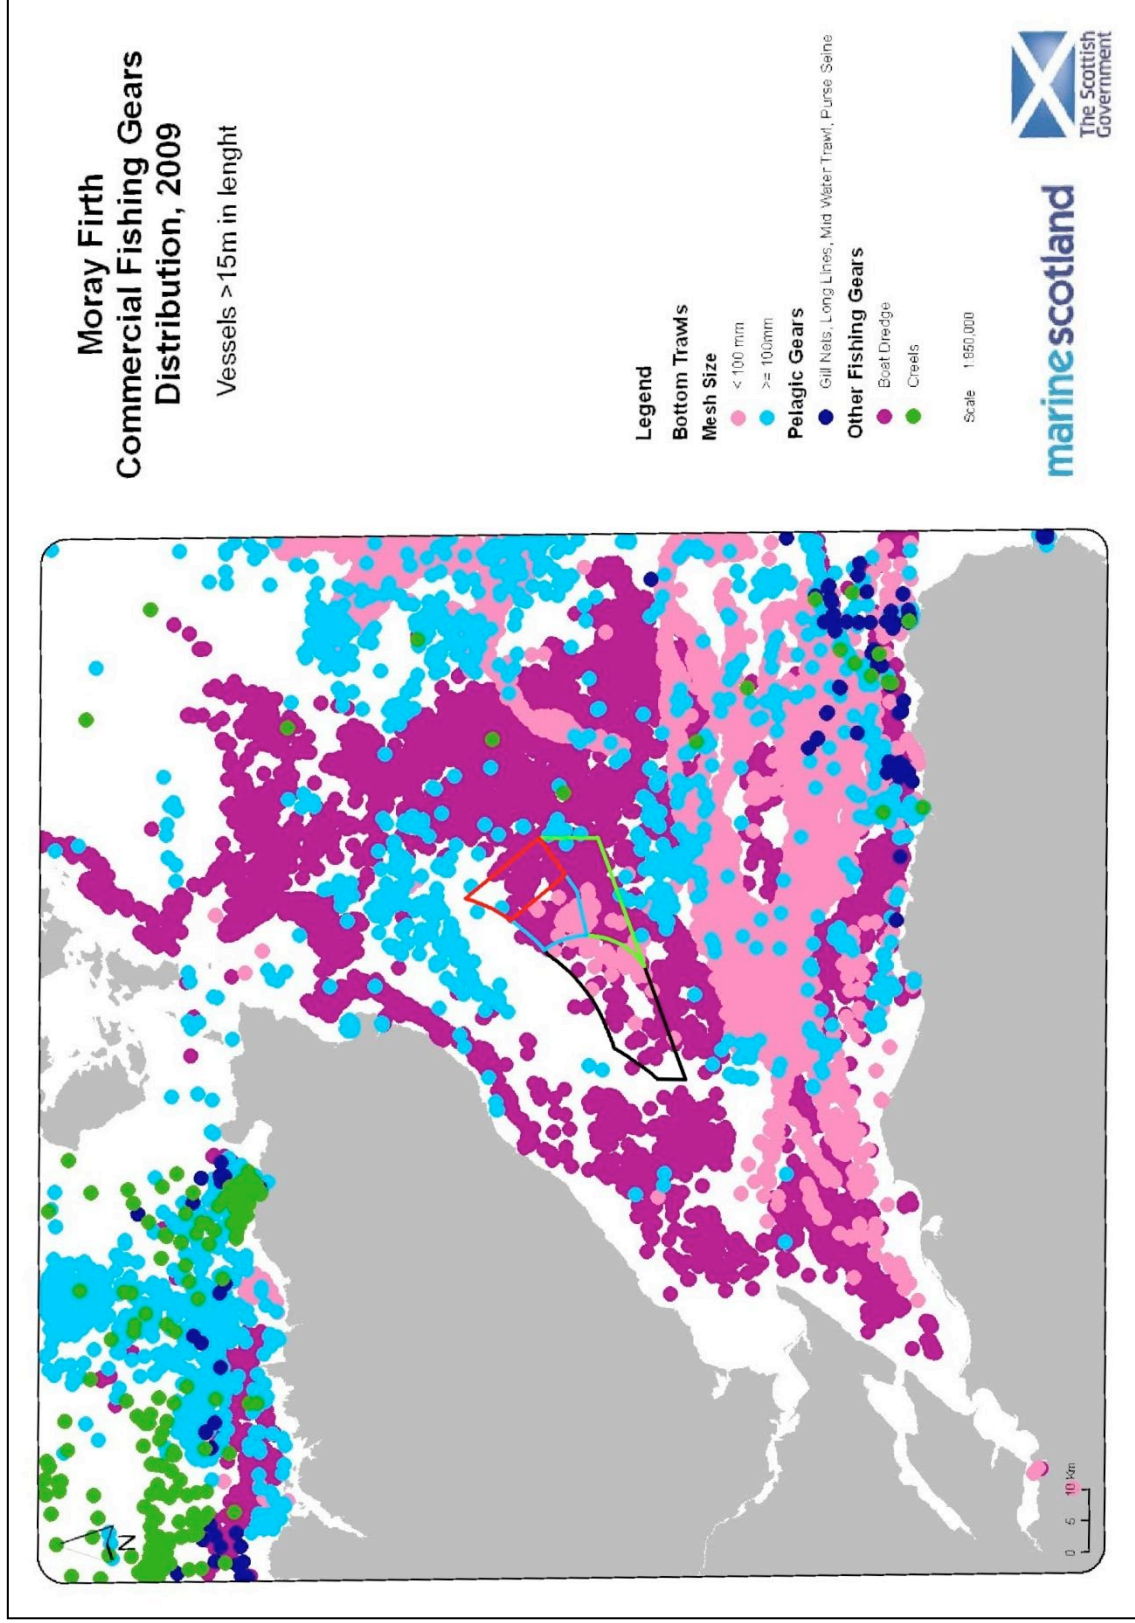 Moray Firth
Commercial Fishing Gears
Distribution, 2009
Vessels >15m in lenght
Legend
Bottom Trawls
Mesh Size
< 100 mm
>= 100mm
Pelagic Gears
Gill Nets, Long Lines, Mid Water Trawl, Purse Seine
Other Fishing Gears
Boat Dredge
Creels
Scale 1:850,000
marinescotland
The Scottish
Government
N
0 5 10 Km